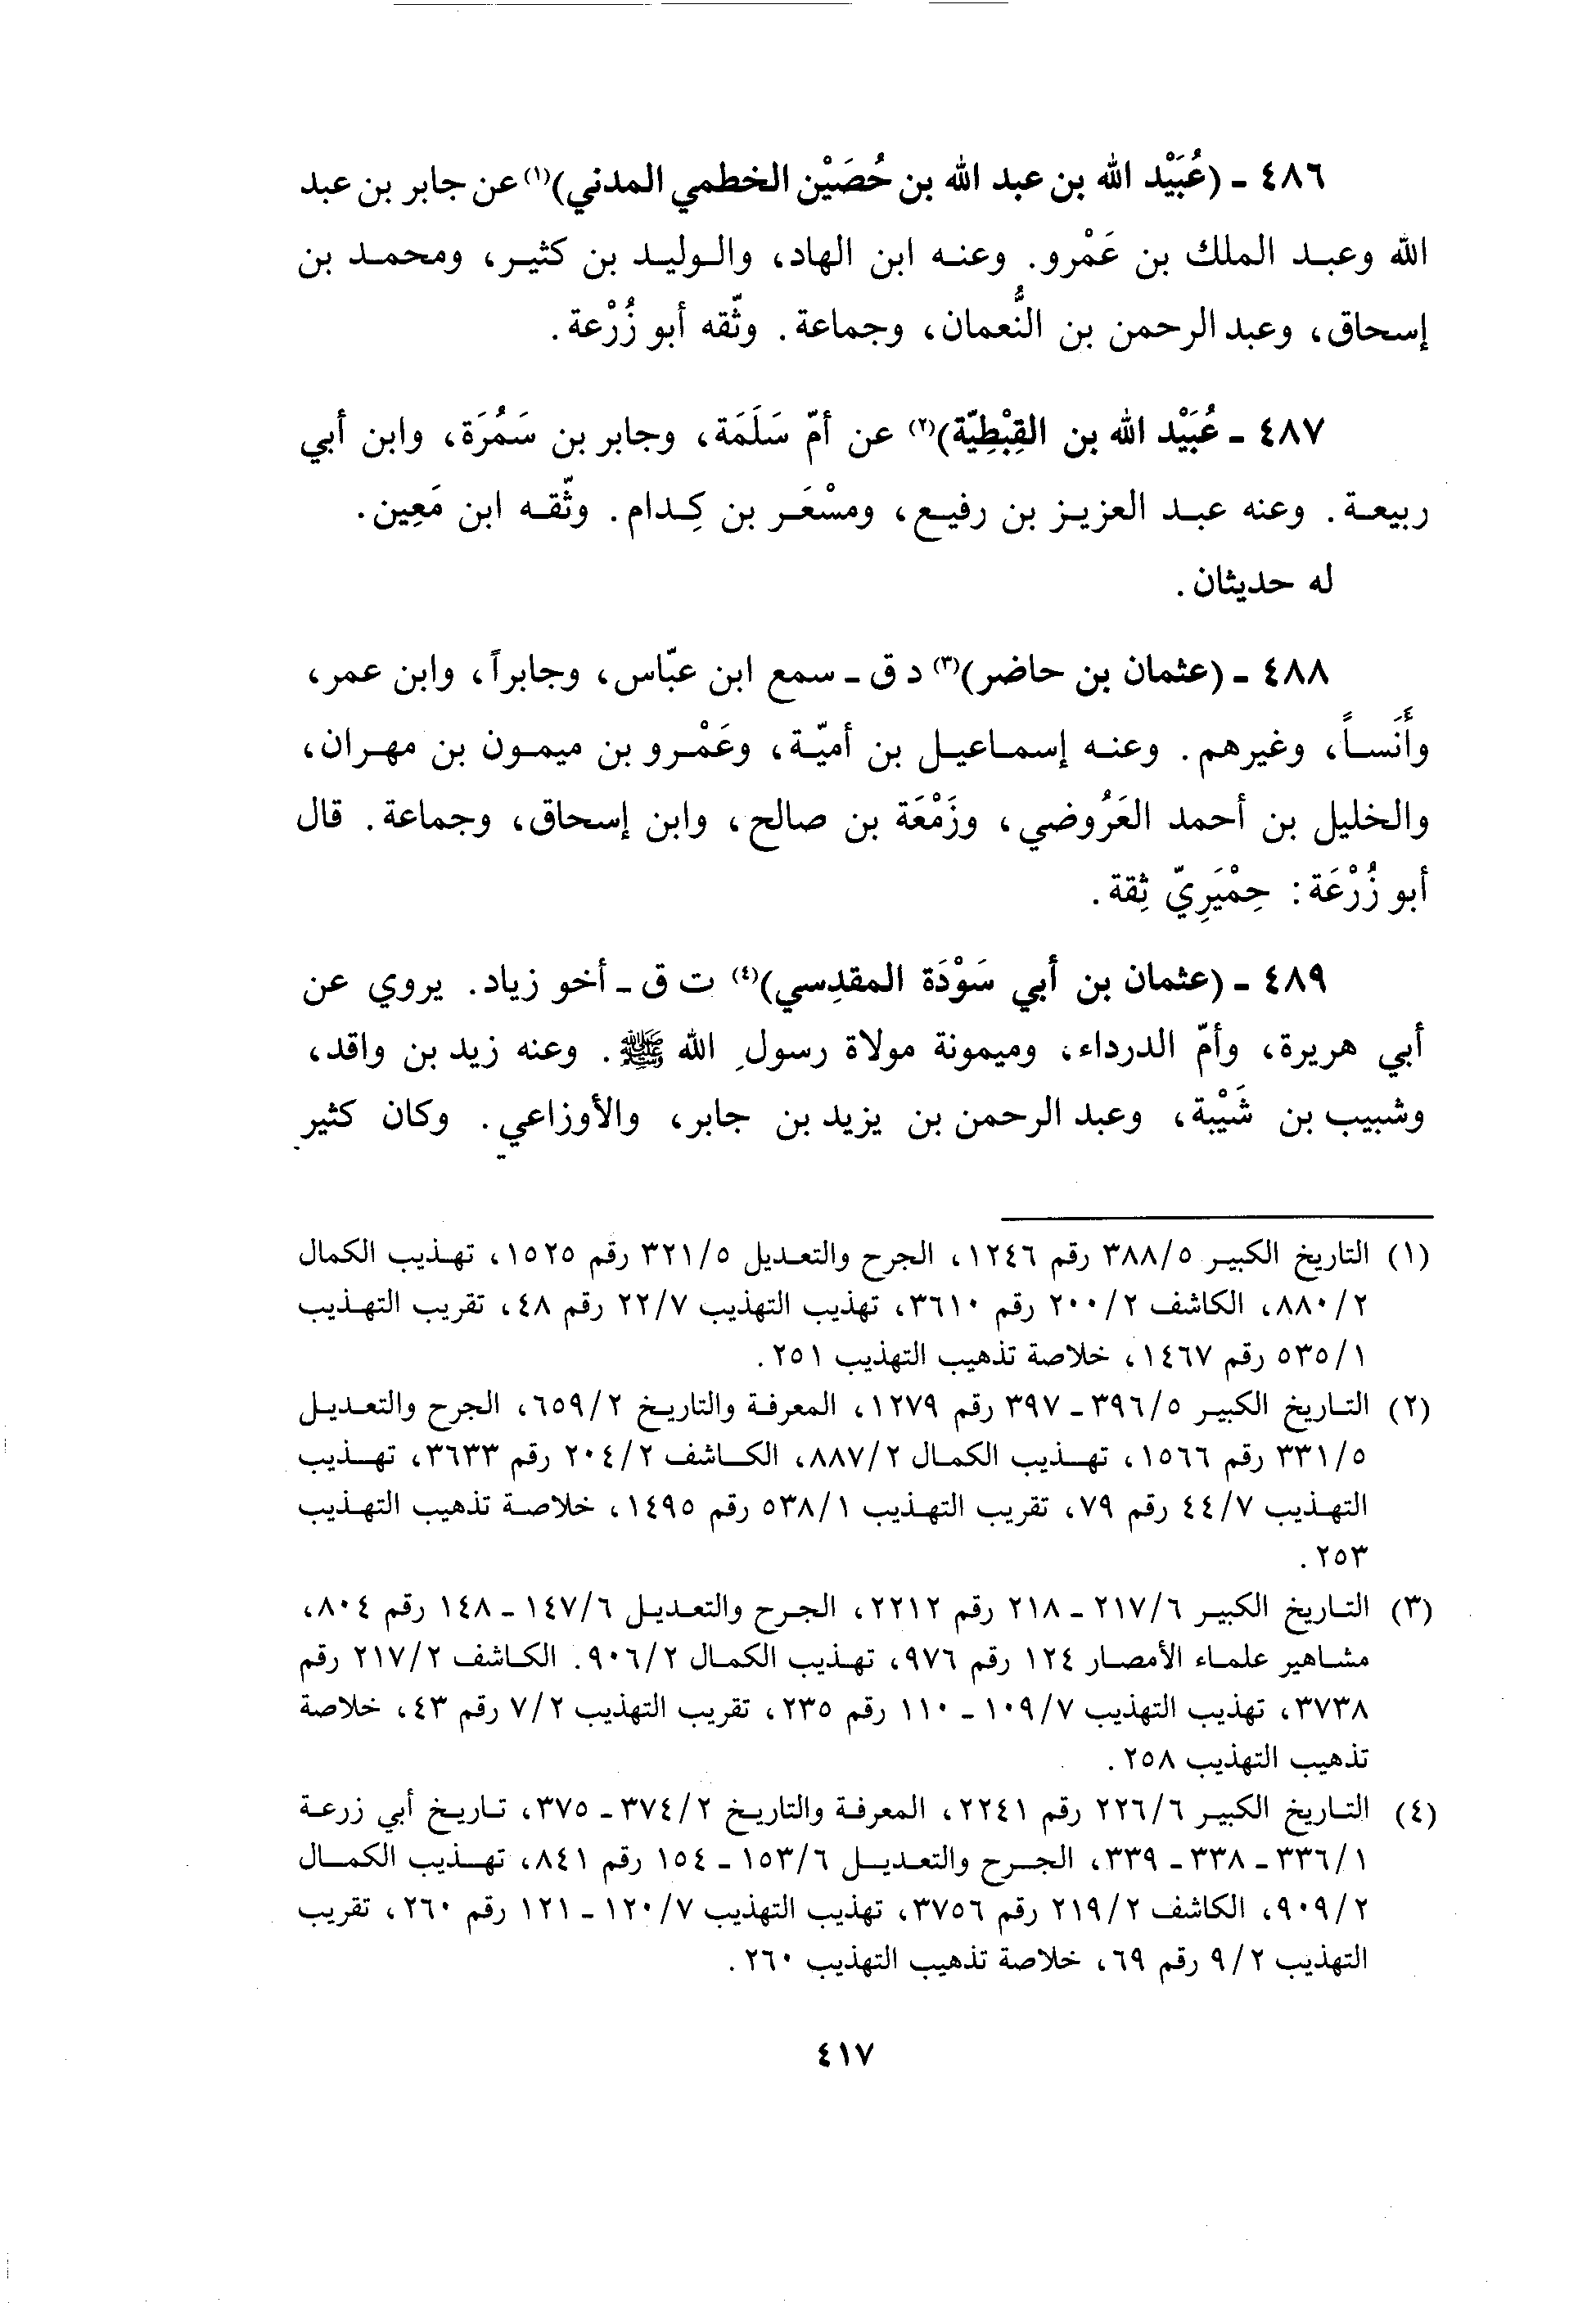 ٤٨٦ - (عُبَيْد الله بن عبد الله بن حُصَيْن الخطمي المدني)(١) عن جابر بن عبد
الله وعبد الملك بن عَمْرو. وعنه ابن الهاد، والوليد بن كثير، ومحمد بن
إسحاق، وعبد الرحمن بن النُّعمان، وجماعة. وثّقه أبو زُرْعة.
٤٨٧ - عُبَيْد الله بن القِبْطِيّة)(٢) عن أمّ سَلَمَة، وجابر بن سَمُرَة، وابن أبي
ربيعة. وعنه عبد العزيز بن رفيع، ومسْعَر بن كِدام. وثّقه ابن مَعِين.
له حديثان.
٤٨٨ - (عثمان بن حاضر)(٣) د ق - سمع ابن عبّاس، وجابراً، وابن عمر،
وأَنَساً، وغيرهم. وعنه إسماعيل بن أميّة، وعَمْرو بن ميمون بن مهران،
والخليل بن أحمد العَرُوضي، وزَمْعَة بن صالح، وابن إسحاق، وجماعة. قال
أبو زُرْعَة: حِمْيَرِيّ ثِقة.
٤٨٩ - (عثمان بن أبي سَوْدَة المقدِسي)(٤) ت ق - أخو زياد. يروي عن
أبي هريرة، وأمّ الدرداء، وميمونة مولاة رسولِ الله ﷺ. وعنه زيد بن واقد،
وشبيب بن شَيْبة، وعبد الرحمن بن يزيد بن جابر، والأوزاعي. وكان كثير
(١) التاريخ الكبير ٣٨٨/٥ رقم ١٢٤٦، الجرح والتعديل ٣٢١/٥ رقم ١٥٢٥، تهذيب الكمال
٨٨٠/٢، الكاشف ٢٠٠/٢ رقم ٣٦١٠، تهذيب التهذيب ٢٢/٧ رقم ٤٨، تقريب التهذيب
٥٣٥/١ رقم ١٤٦٧، خلاصة تذهيب التهذيب ٢٥١.
(٢) التاريخ الكبير ٣٩٦/٥ - ٣٩٧ رقم ١٢٧٩، المعرفة والتاريخ ٦٥٩/٢، الجرح والتعديل
٣٣١/٥ رقم ١٥٦٦، تهذيب الكمال ٨٨٧/٢، الكاشف ٢٠٤/٢ رقم ٣٦٣٣، تهذيب
التهذيب ٤٤/٧ رقم ٧٩، تقريب التهذيب ٥٣٨/١ رقم ١٤٩٥، خلاصة تذهيب التهذيب
٢٥٣.
(٣) التاريخ الكبير ٢١٧/٦ - ٢١٨ رقم ٢٢١٢، الجرح والتعديل ١٤٧/٦ - ١٤٨ رقم ٨٠٤،
مشاهير علماء الأمصار ١٢٤ رقم ٩٧٦، تهذيب الكمال ٩٠٦/٢. الكاشف ٢١٧/٢ رقم
٣٧٣٨، تهذيب التهذيب ١٠٩/٧ - ١١٠ رقم ٢٣٥، تقريب التهذيب ٧/٢ رقم ٤٣، خلاصة
تذهيب التهذيب ٢٥٨.
(٤) التاريخ الكبير ٢٢٦/٦ رقم ٢٢٤١، المعرفة والتاريخ ٣٧٤/٢ - ٣٧٥، تاريخ أبي زرعة
٣٣٦/١ - ٣٣٨ - ٣٣٩، الجرح والتعديل ١٥٣/٦ - ١٥٤ رقم ٨٤١، تهذيب الكمال
٩٠٩/٢، الكاشف ٢١٩/٢ رقم ٣٧٥٦، تهذيب التهذيب ١٢٠/٧ - ١٢١ رقم ٢٦٠، تقريب
التهذيب ٩/٢ رقم ٦٩، خلاصة تذهيب التهذيب ٢٦٠.
٤١٧